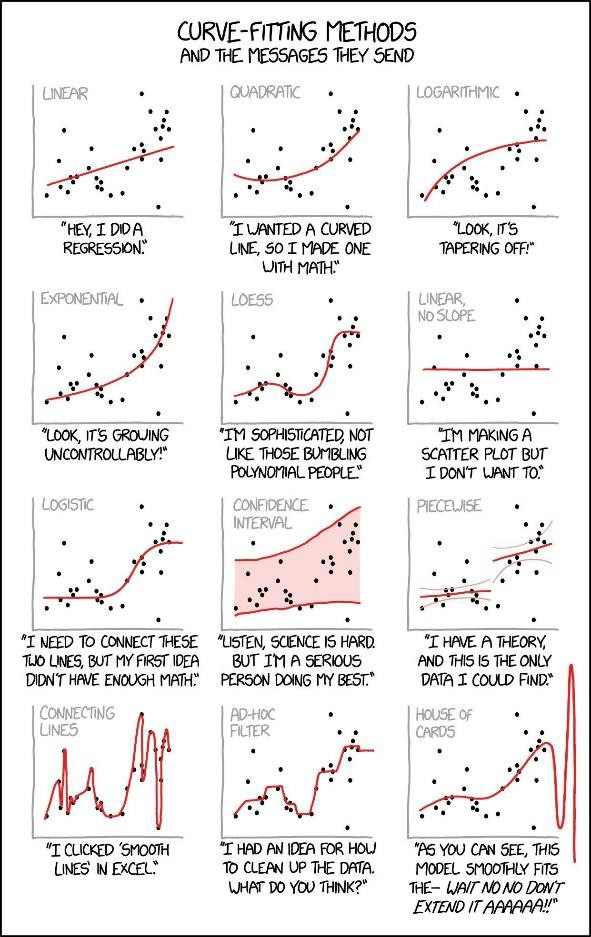 CURVE-FITTING METHODS
AND THE MESSAGES THEY SEND
LINEAR
"HEY, I DID A
REGRESSION."
QUADRATIC
"I WANTED A CURVED
LINE, SO I MADE ONE
WITH MATH."
LOGARITHMIC
"LOOK, IT'S
TAPERING OFF!"
EXPONENTIAL
"LOOK, IT'S GROWING
UNCONTROLLABLY!"
LOESS
"I'M SOPHISTICATED, NOT
LIKE THOSE BUMBLING
POLYNOMIAL PEOPLE."
LINEAR,
NO SLOPE
"I'M MAKING A
SCATTER PLOT BUT
I DON'T WANT TO."
LOGISTIC
"I NEED TO CONNECT THESE
TWO LINES, BUT MY FIRST IDEA
DIDN'T HAVE ENOUGH MATH."
CONFIDENCE
INTERVAL
"LISTEN, SCIENCE IS HARD.
BUT I'M A SERIOUS
PERSON DOING MY BEST."
PIECEWISE
"I HAVE A THEORY,
AND THIS IS THE ONLY
DATA I COULD FIND."
CONNECTING
LINES
"I CLICKED 'SMOOTH
LINES' IN EXCEL."
AD-HOC
FILTER
"I HAD AN IDEA FOR HOW
TO CLEAN UP THE DATA.
WHAT DO YOU THINK?"
HOUSE OF
CARDS
"AS YOU CAN SEE, THIS
MODEL SMOOTHLY FITS
THE- WAIT NO NO DON'T
EXTEND IT AAAAAA!!"